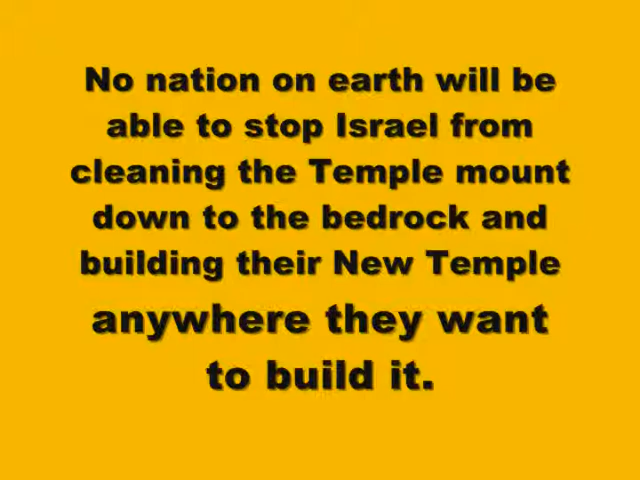 No nation on earth will be
able to stop Israel from
cleaning the Temple mount
down to the bedrock and
building their New Temple
anywhere they want
to build it.